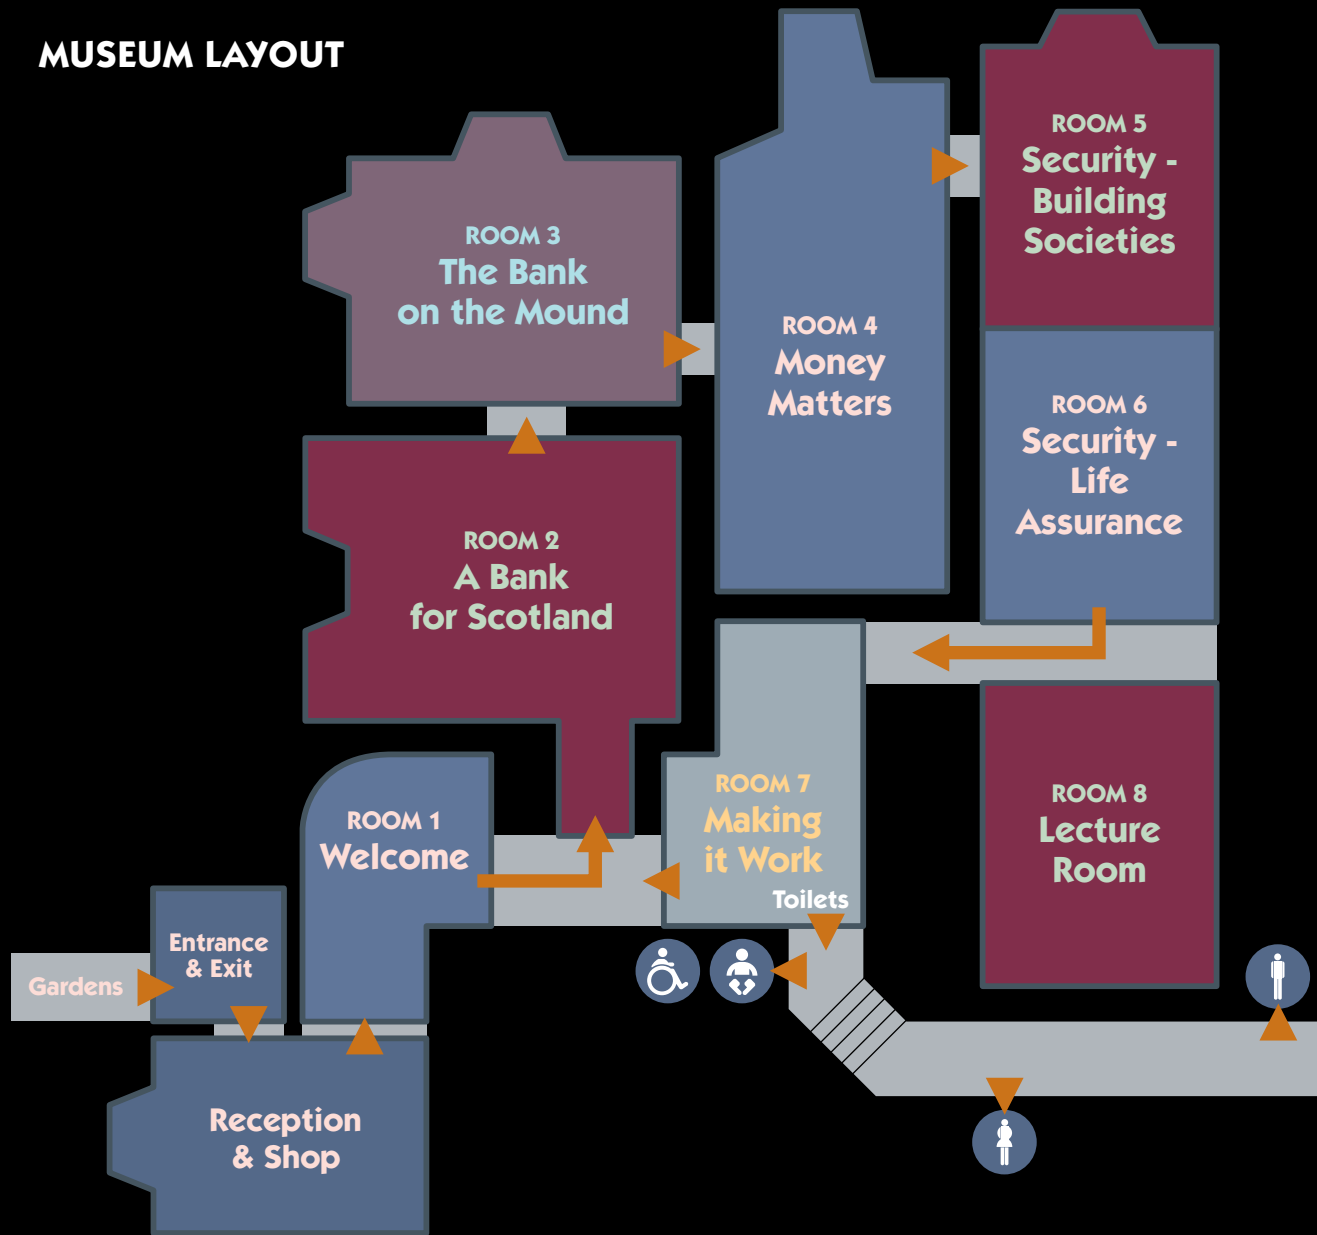 MUSEUM LAYOUT
ROOM 5
Security -
Building
Societies
ROOM 3
The Bank
on the Mound
ROOM 4
Money
Matters
ROOM 6
Security -
Life
Assurance
ROOM 2
A Bank
for Scotland
ROOM 7
Making
it Work
Toilets
ROOM 8
Lecture
Room
ROOM 1
Welcome
Entrance
& Exit
Gardens
Reception
& Shop